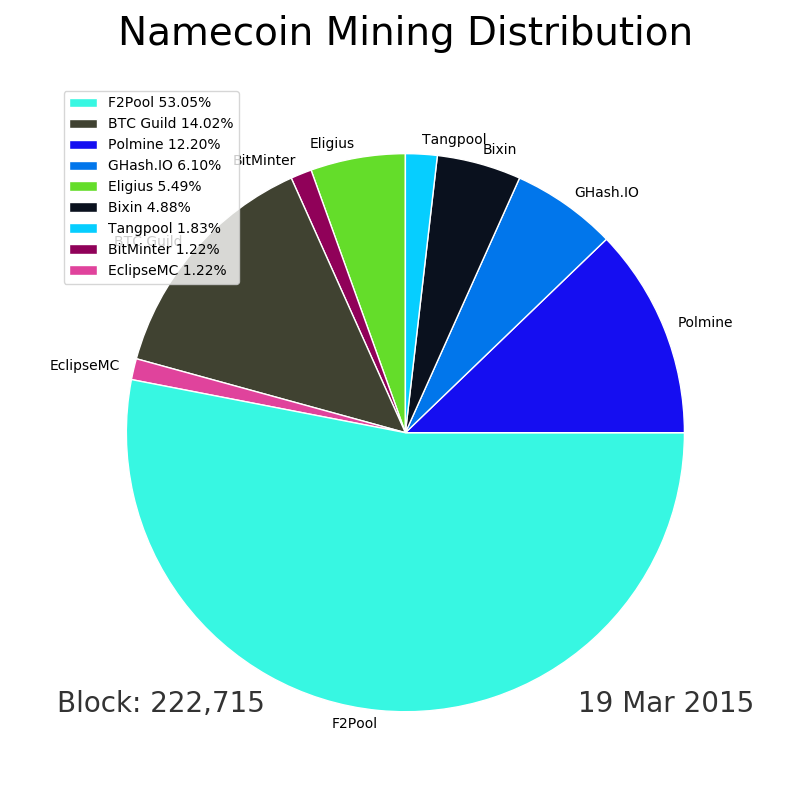 Namecoin Mining Distribution
F2Pool 53.05%
BTC Guild 14.02%
Polmine 12.20%
GHash.IO 6.10%
Eligius 5.49%
Bixin 4.88%
Tangpool 1.83%
BitMinter 1.22%
EclipseMC 1.22%
Tangpool
Eligius
Bixin
BitMinter
GHash.IO
BTC Guild
Polmine
EclipseMC
Block: 222,715
19 Mar 2015
F2Pool